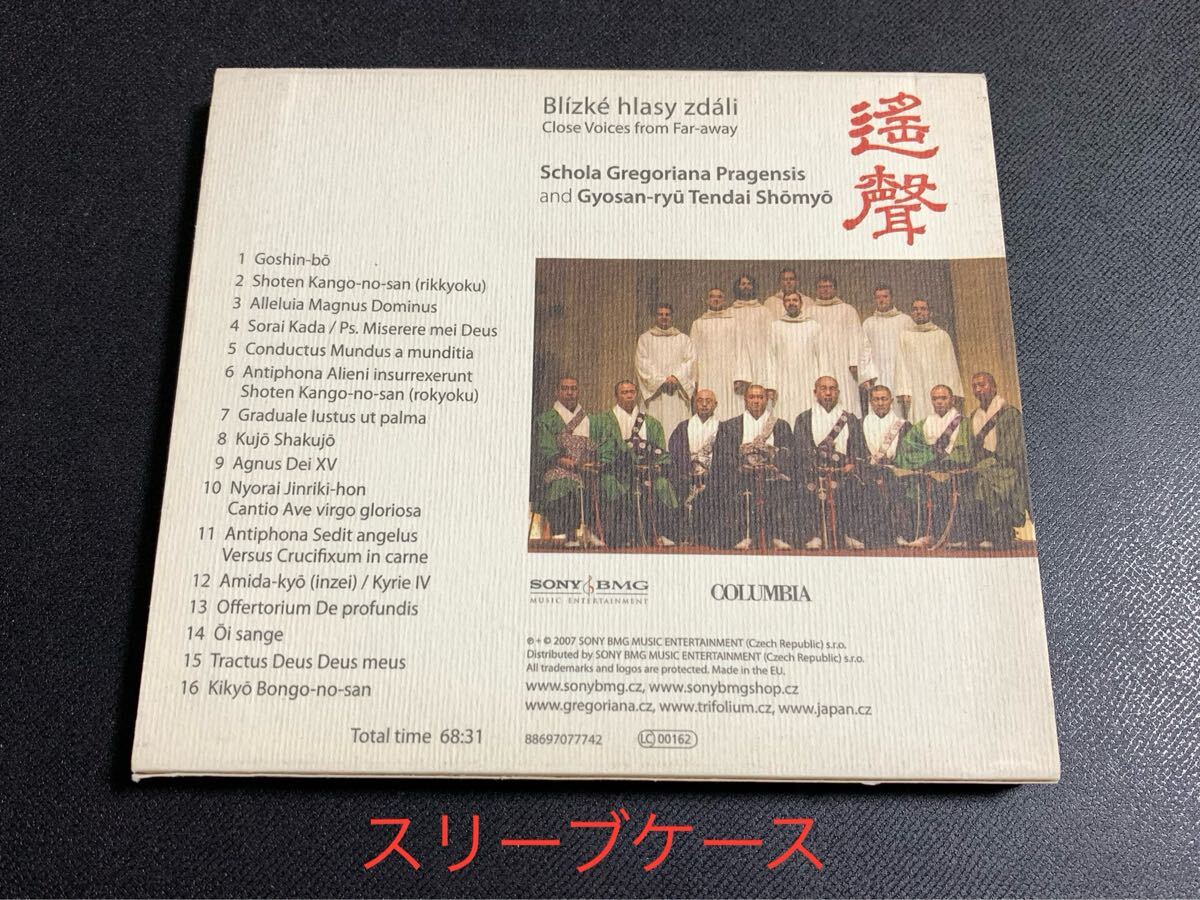 Blízké hlasy zdáli
Close Voices from Far-away
Schola Gregoriana Pragensis
and Gyosan-ryū Tendai Shōmyō
遙聲
1 Goshin-bō
2 Shoten Kango-no-san (rikkyoku)
3 Alleluia Magnus Dominus
4 Sorai Kada / Ps. Miserere mei Deus
5 Conductus Mundus a munditia
6 Antiphona Alieni insurrexerunt
Shoten Kango-no-san (rokyoku)
7 Graduale Iustus ut palma
8 Kujō Shakujō
9 Agnus Dei XV
10 Nyorai Jinriki-hon
Cantio Ave virgo gloriosa
11 Antiphona Sedit angelus
Versus Crucifixum in carne
12 Amida-kyō (inzei) / Kyrie IV
13 Offertorium De profundis
14 Ōi sange
15 Tractus Deus Deus meus
16 Kikyō Bongo-no-san
Total time 68:31
SONY BMG
MUSIC ENTERTAINMENT
COLUMBIA
℗ + © 2007 SONY BMG MUSIC ENTERTAINMENT (Czech Republic) s.r.o.
Distributed by SONY BMG MUSIC ENTERTAINMENT (Czech Republic) s.r.o.
All trademarks and logos are protected. Made in the EU.
www.sonybmg.cz, www.sonybmgshop.cz
www.gregoriana.cz, www.trifolium.cz, www.japan.cz
88697077742
LC 00162
スリーブケース